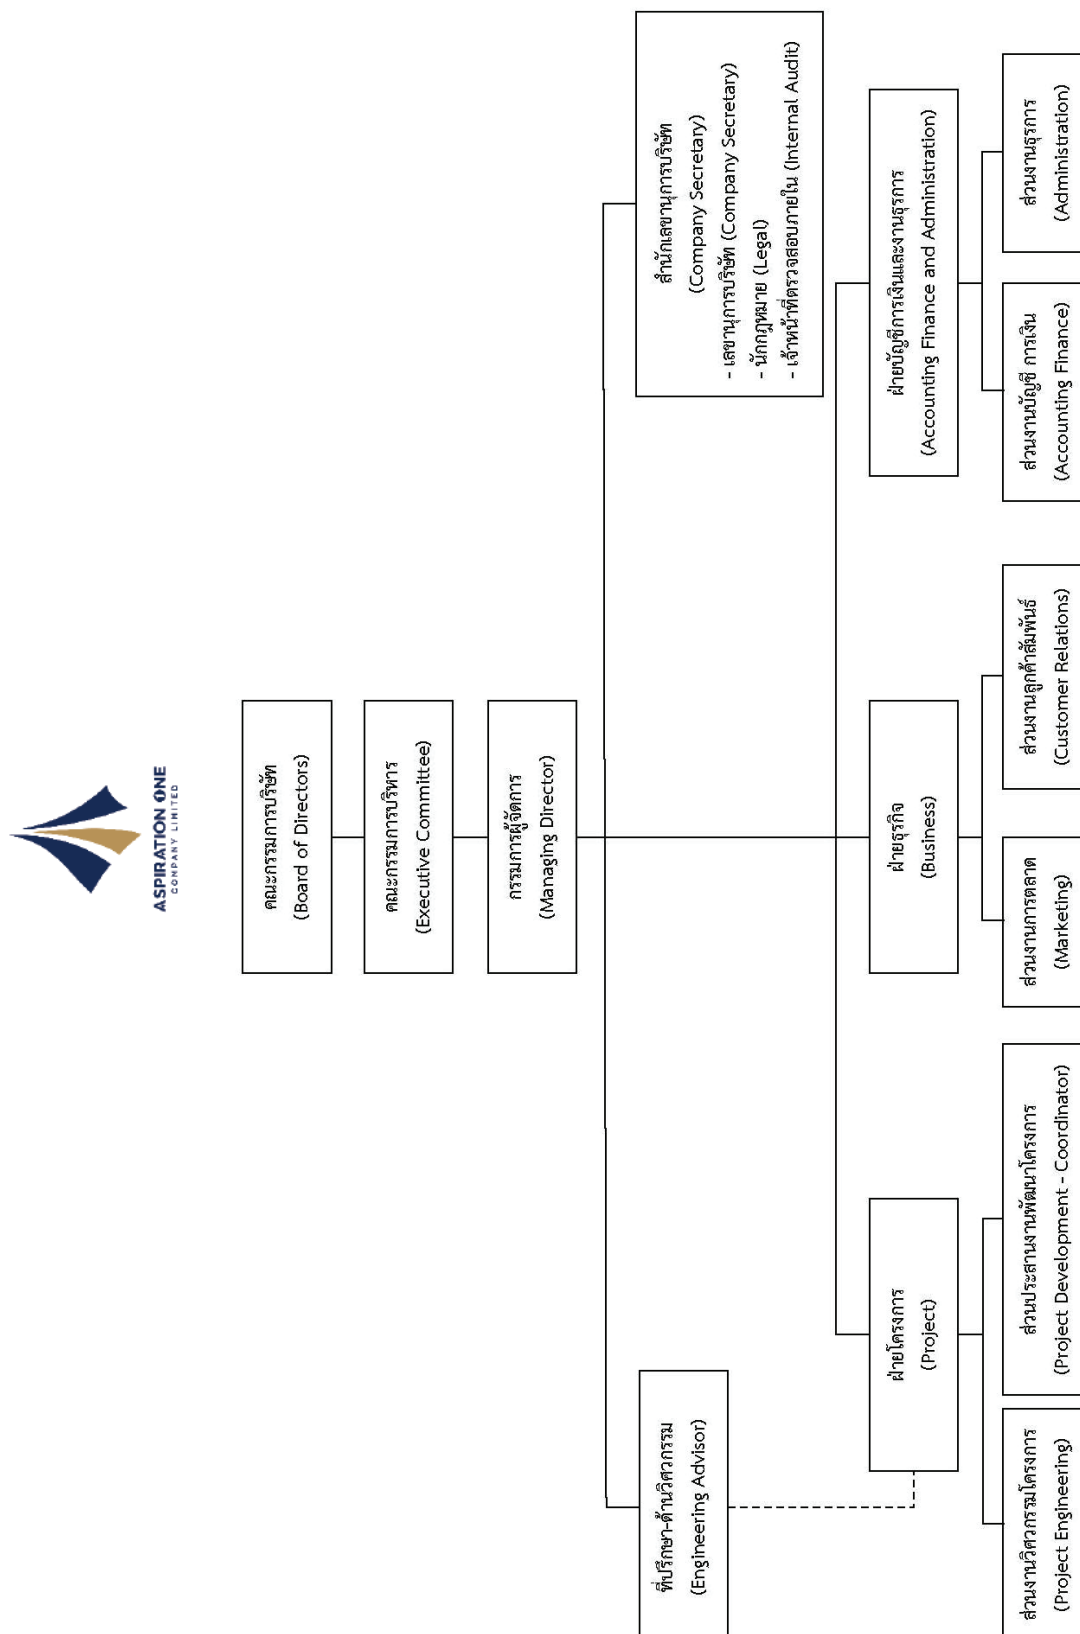 ASPIRATION ONE
COMPANY LIMITED
คณะกรรมการบริษัท
(Board of Directors)
คณะกรรมการบริหาร
(Executive Committee)
กรรมการผู้จัดการ
(Managing Director)
ที่ปรึกษา-ด้านวิศวกรรม
(Engineering Advisor)
สำนักเลขานุการบริษัท
(Company Secretary)
- เลขานุการบริษัท (Company Secretary)
- นักกฎหมาย (Legal)
- เจ้าหน้าที่ตรวจสอบภายใน (Internal Audit)
ฝ่ายโครงการ
(Project)
ฝ่ายธุรกิจ
(Business)
ฝ่ายบัญชีการเงินและงานธุรการ
(Accounting Finance and Administration)
ส่วนงานวิศวกรรมโครงการ
(Project Engineering)
ส่วนประสานงานพัฒนาโครงการ
(Project Development - Coordinator)
ส่วนงานการตลาด
(Marketing)
ส่วนงานลูกค้าสัมพันธ์
(Customer Relations)
ส่วนงานบัญชี การเงิน
(Accounting Finance)
ส่วนงานธุรการ
(Administration)